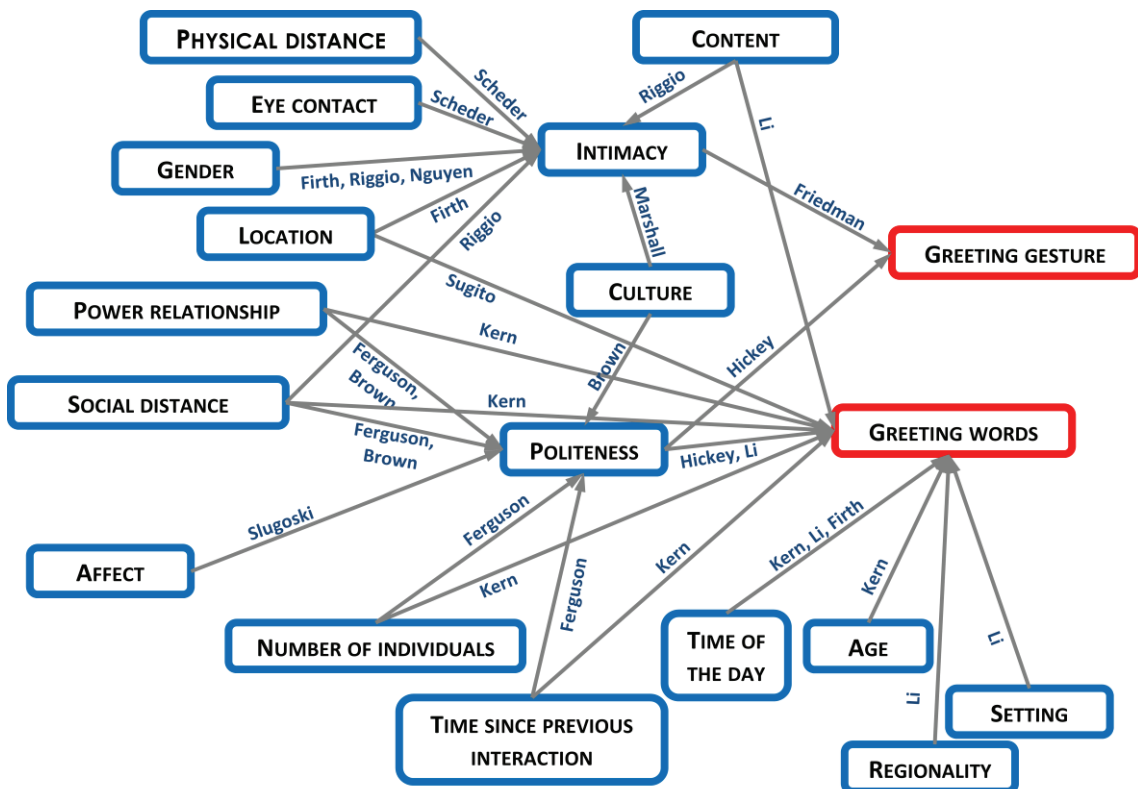 PHYSICAL DISTANCE
CONTENT
Scheder
Riggio
EYE CONTACT
Scheder
Li
INTIMACY
GENDER
Firth, Riggio, Nguyen
Friedman
Firth
Marshall
LOCATION
Riggio
GREETING GESTURE
Sugito
CULTURE
POWER RELATIONSHIP
Kern
Hickey
Ferguson,
Brown
Brown
SOCIAL DISTANCE
Kern
GREETING WORDS
Ferguson,
Brown
POLITENESS
Hickey, Li
Slugoski
Ferguson
Kern, Li, Firth
Kern
AFFECT
Kern
Kern
Ferguson
NUMBER OF INDIVIDUALS
TIME OF
THE DAY
AGE
Li
Li
TIME SINCE PREVIOUS
INTERACTION
SETTING
REGIONALITY